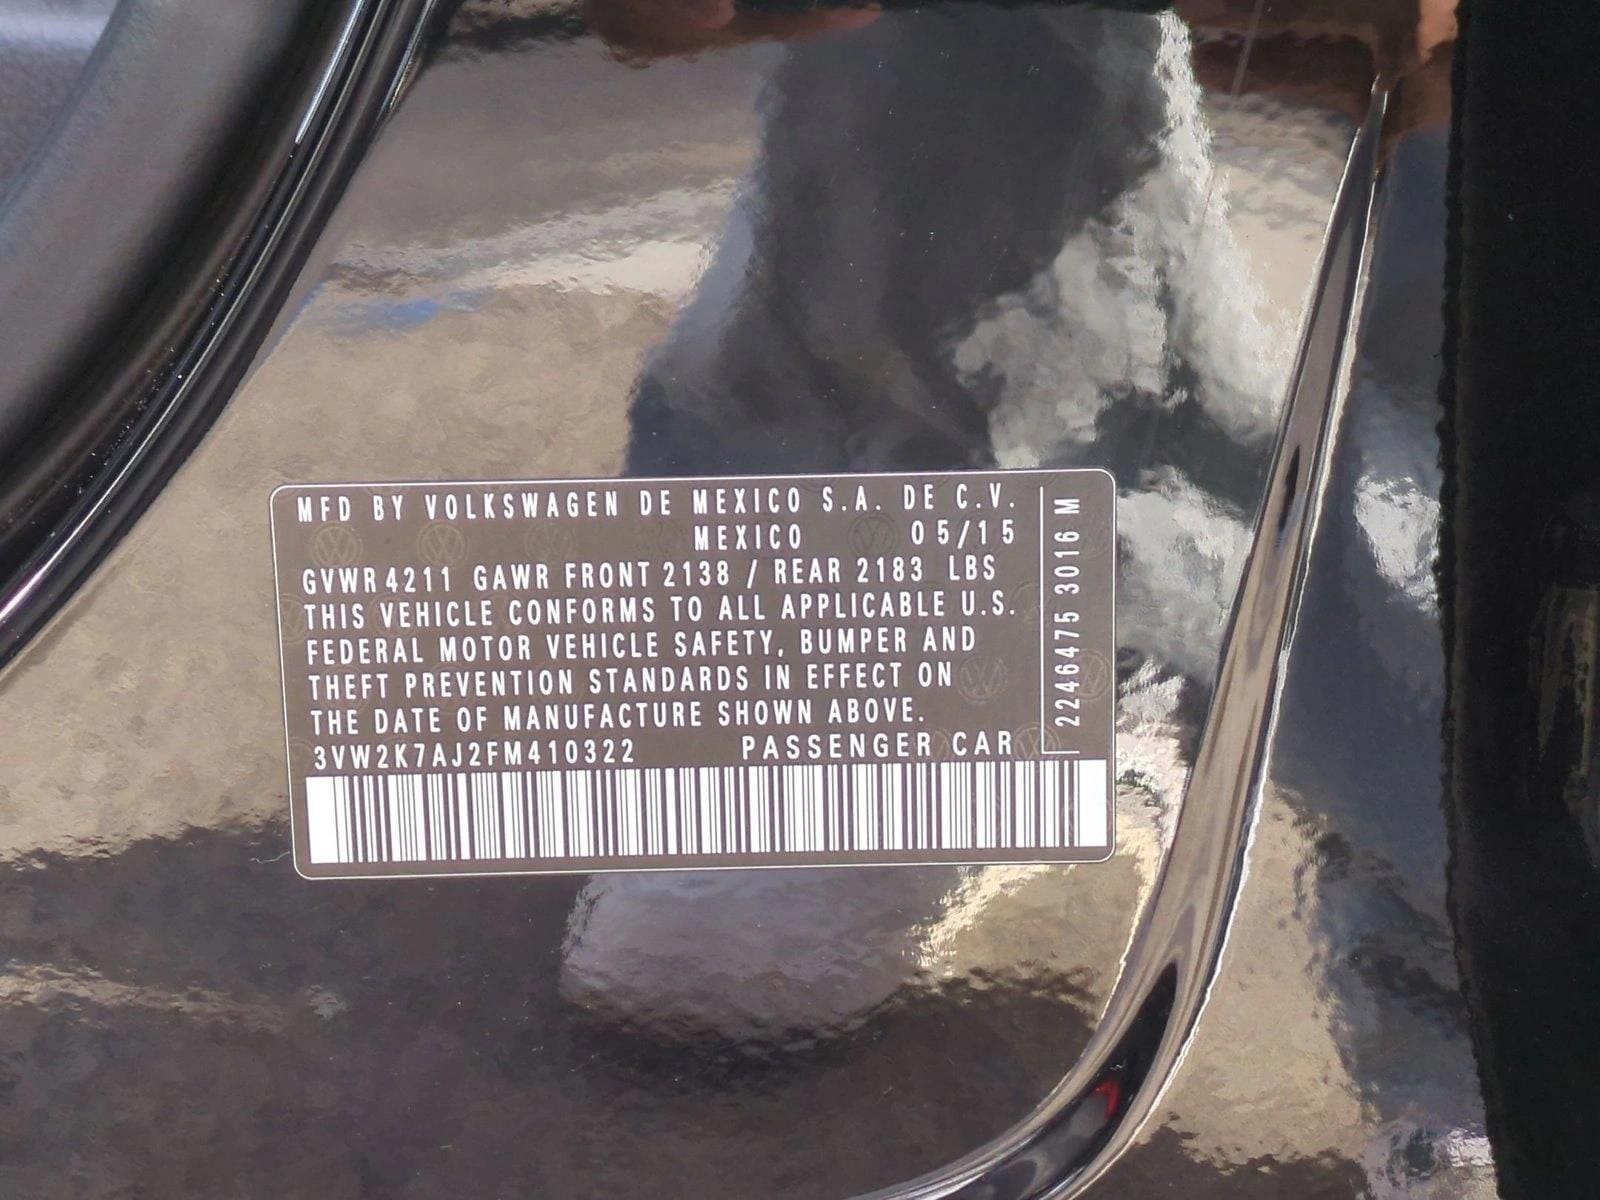 MFD BY VOLKSWAGEN DE MEXICO S.A. DE C.V.
MEXICO 05/15
GVWR 4211 GAWR FRONT 2138 / REAR 2183 LBS
THIS VEHICLE CONFORMS TO ALL APPLICABLE U.S.
FEDERAL MOTOR VEHICLE SAFETY, BUMPER AND
THEFT PREVENTION STANDARDS IN EFFECT ON
THE DATE OF MANUFACTURE SHOWN ABOVE.
3VW2K7AJ2FM410322 PASSENGER CAR
2246475 3016 M